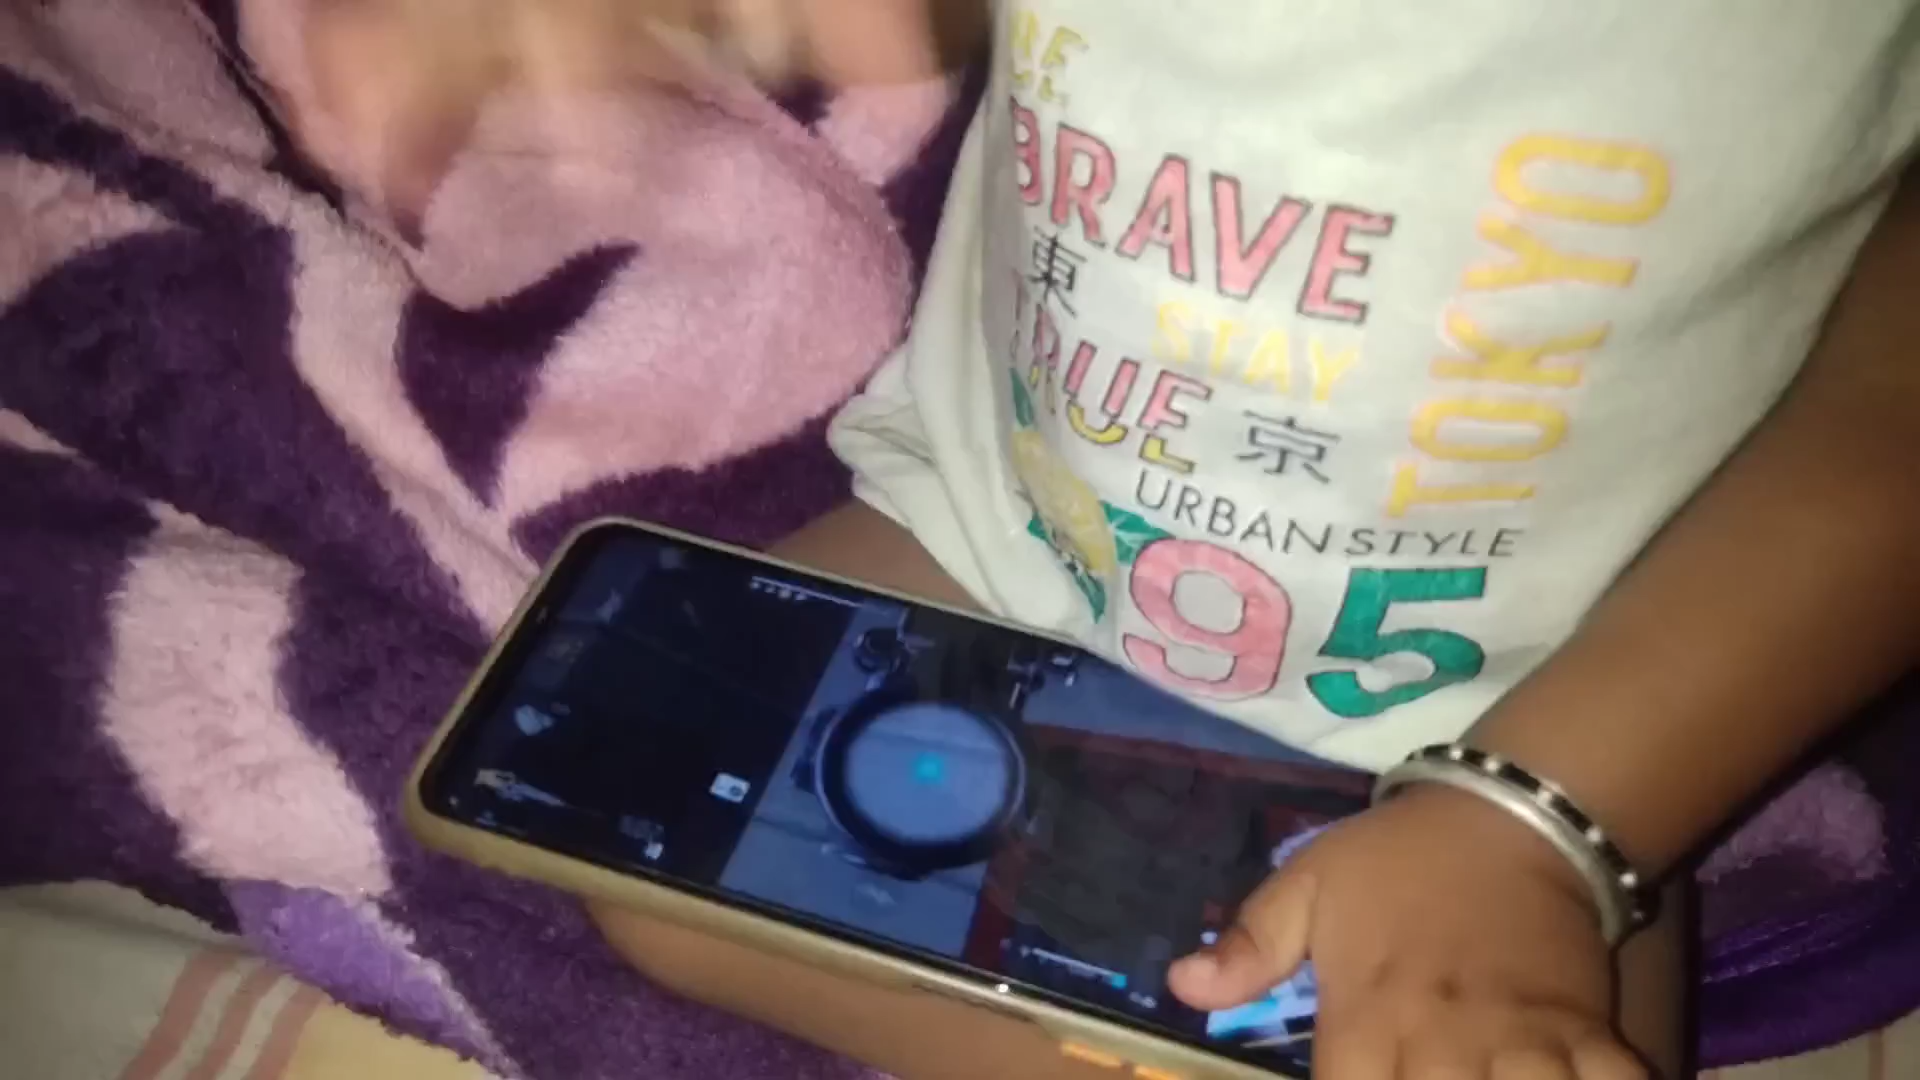 BRAVE
東
STAY
TRUE
京
TOKYO
URBAN STYLE
95